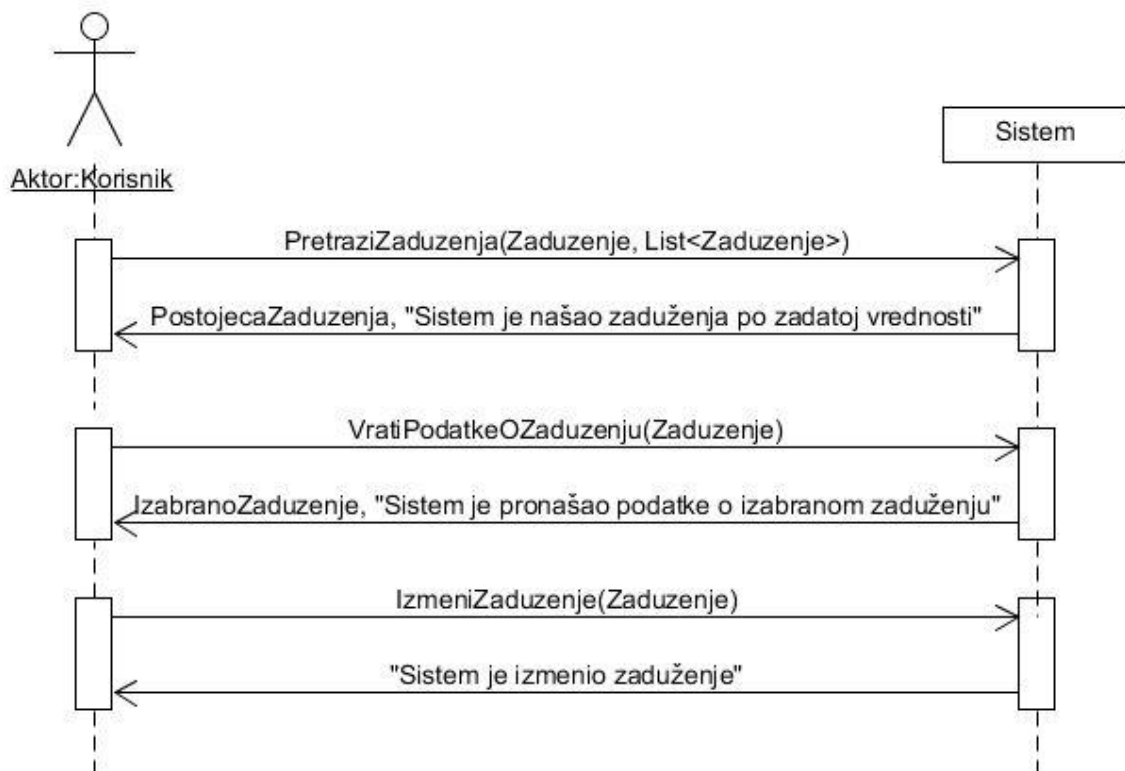 Sistem
Aktor:Korisnik
PretraziZaduzenja(Zaduzenje, List<Zaduzenje>)
PostojecaZaduzenja, "Sistem je našao zaduženja po zadatoj vrednosti"
VratiPodatkeOZaduzenju(Zaduzenje)
IzabranoZaduzenje, "Sistem je pronašao podatke o izabranom zaduženju"
IzmeniZaduzenje(Zaduzenje)
"Sistem je izmenio zaduženje"